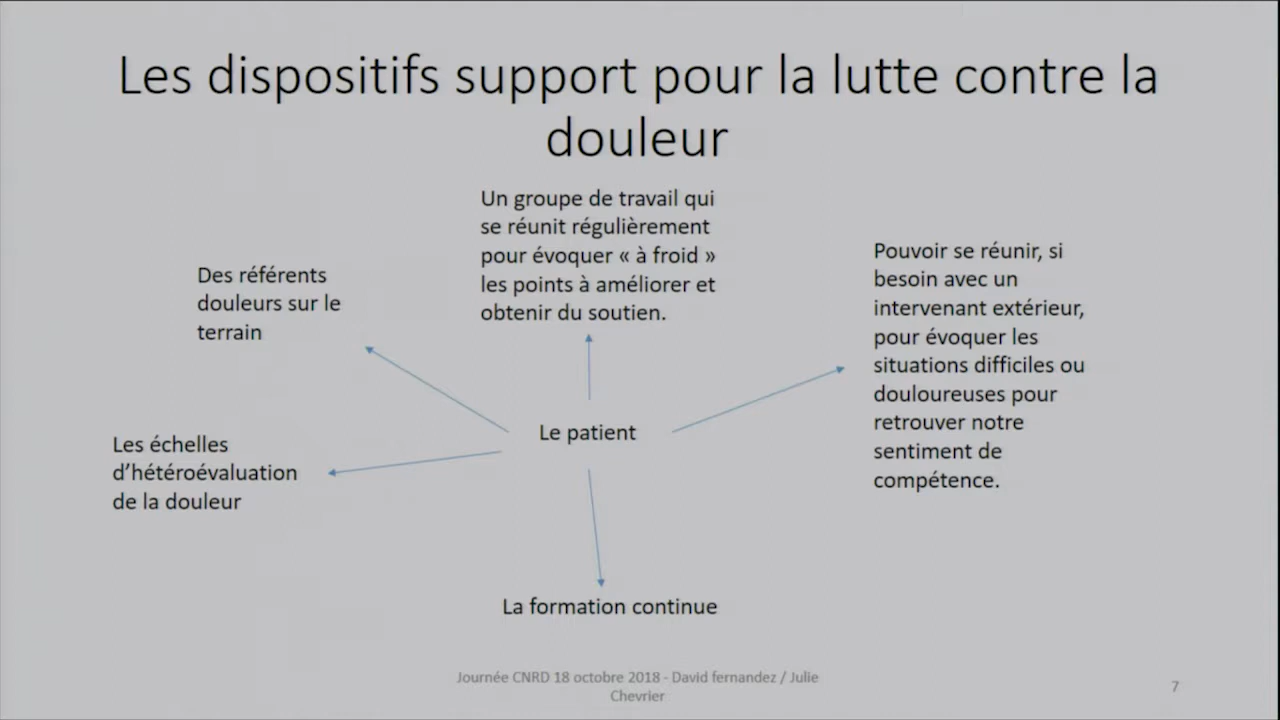 Les dispositifs support pour la lutte contre la
douleur
Un groupe de travail qui
se réunit régulièrement
pour évoquer « à froid »
les points à améliorer et
obtenir du soutien.
Des référents
douleurs sur le
terrain
Pouvoir se réunir, si
besoin avec un
intervenant extérieur,
pour évoquer les
situations difficiles ou
douloureuses pour
retrouver notre
sentiment de
compétence.
Le patient
Les échelles
d’hétéroévaluation
de la douleur
La formation continue
Journée CNRD 18 octobre 2018 - David fernandez / Julie
Chevrier
7